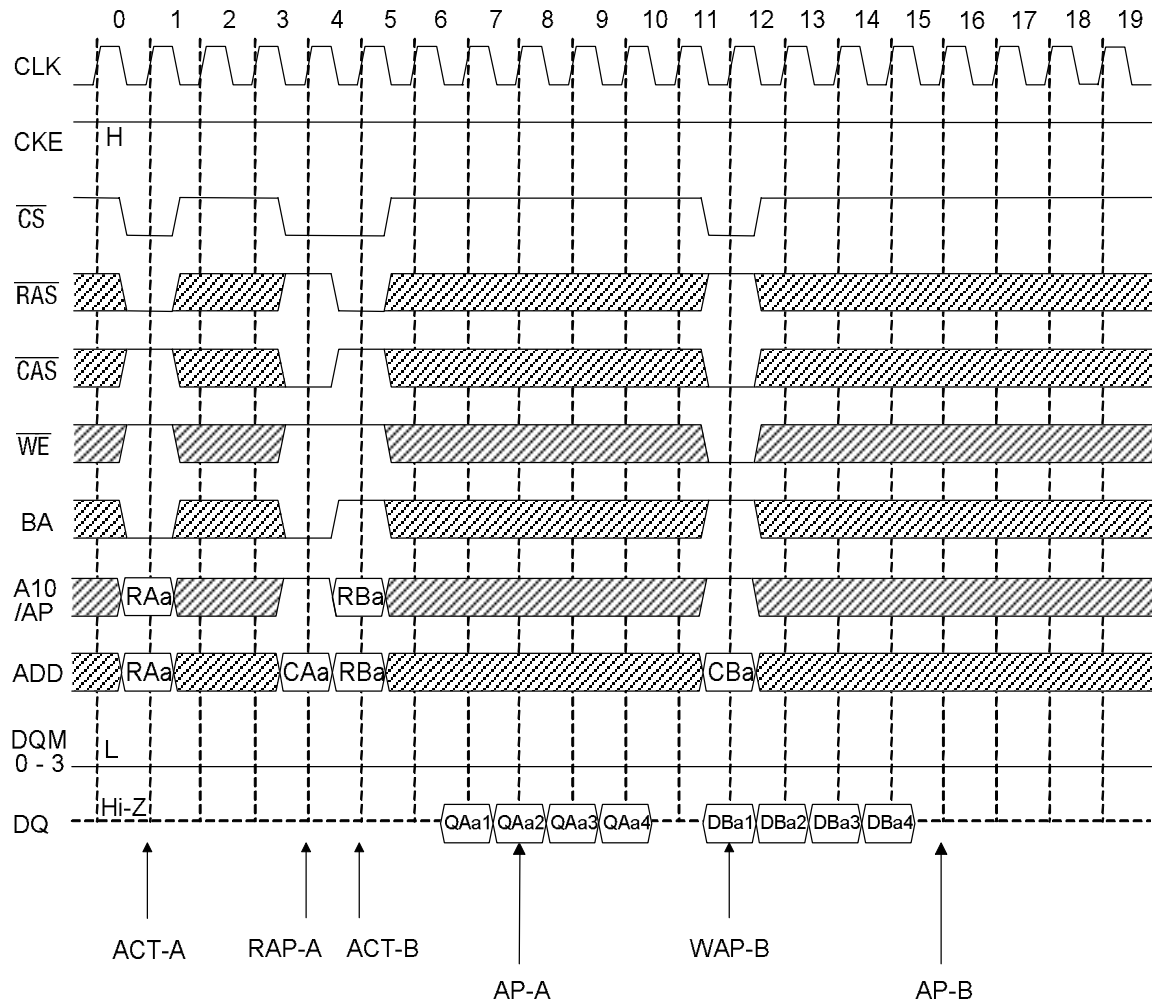 0 1 2 3 4 5 6 7 8 9 10 11 12 13 14 15 16 17 18 19
CLK
CKE H
CS
RAS
CAS
WE
BA
A10
/AP RAa RBa
ADD RAa CAa RBa CBa
DQM
0 - 3 L
DQ Hi-Z QAa1 QAa2 QAa3 QAa4 DBa1 DBa2 DBa3 DBa4
ACT-A RAP-A ACT-B WAP-B
AP-A AP-B